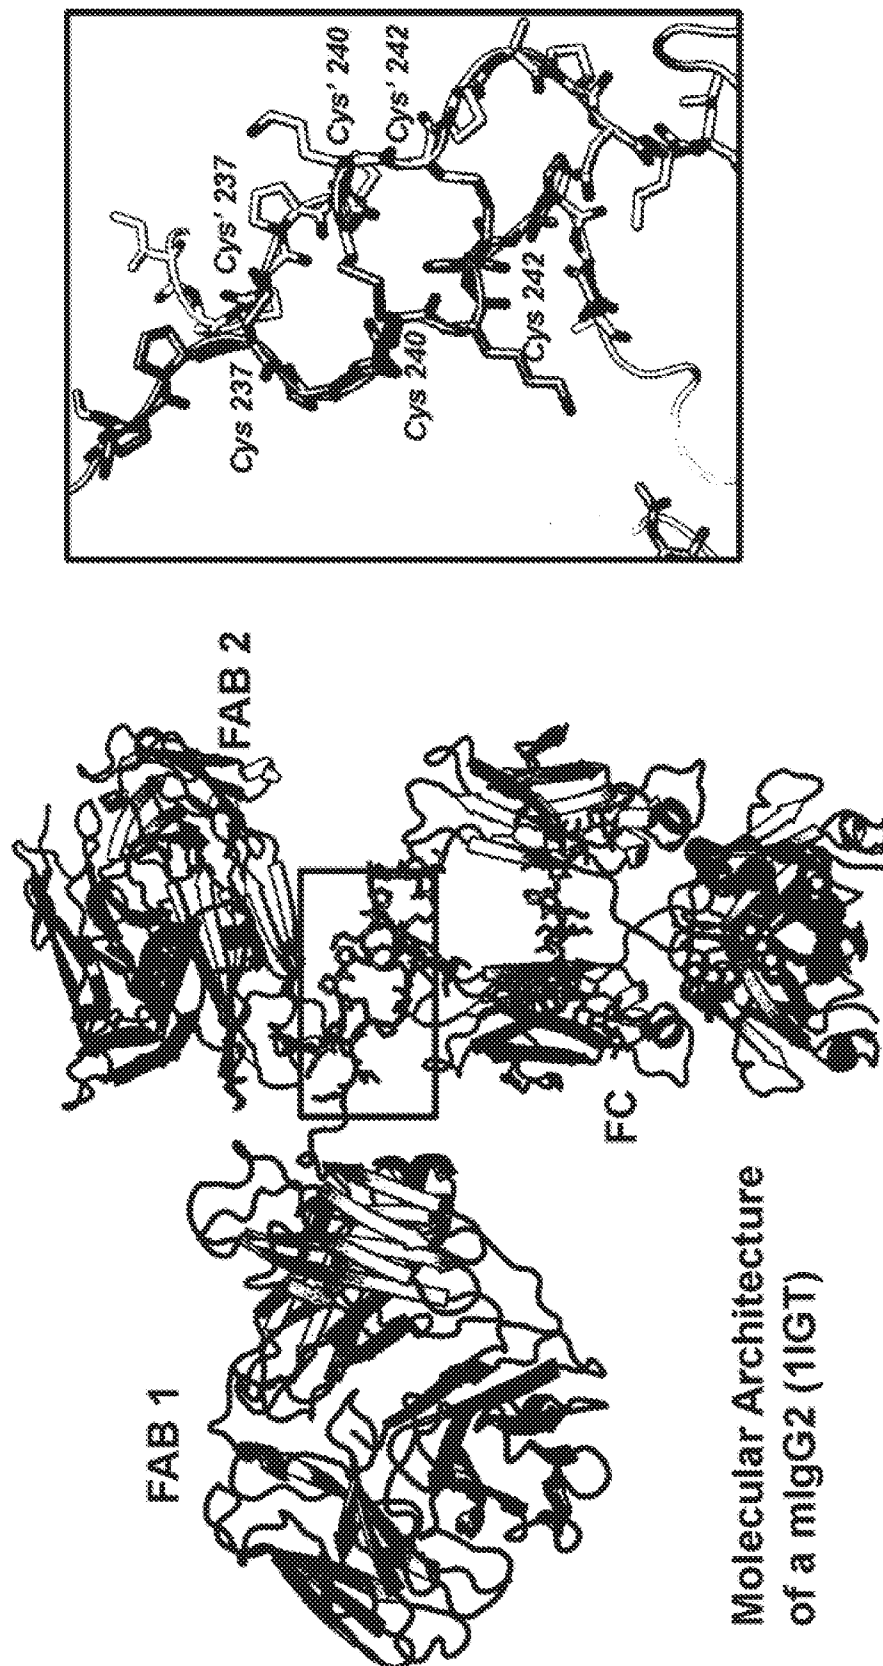 FAB 1
FAB 2
FC
Molecular Architecture
of a mIgG2 (1IGT)
Cys 237
Cys' 237
Cys 240
Cys' 240
Cys 242
Cys' 242